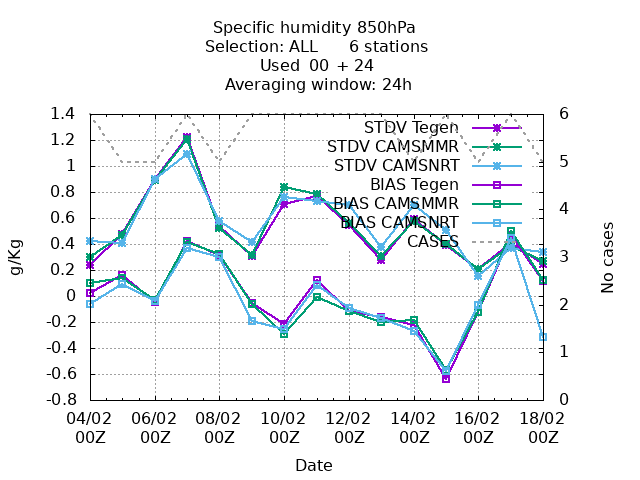 Specific humidity 850hPa
Selection: ALL 6 stations
Used 00 + 24
Averaging window: 24h
1.4
1.2
1
0.8
0.6
0.4
0.2
0
-0.2
-0.4
-0.6
-0.8
g/Kg
6
5
4
3
2
1
0
No cases
STDV Tegen
STDV CAMSMMR
STDV CAMSNRT
BIAS Tegen
BIAS CAMSMMR
BIAS CAMSNRT
CASES
04/02 06/02 08/02 10/02 12/02 14/02 16/02 18/02
00Z 00Z 00Z 00Z 00Z 00Z 00Z 00Z
Date